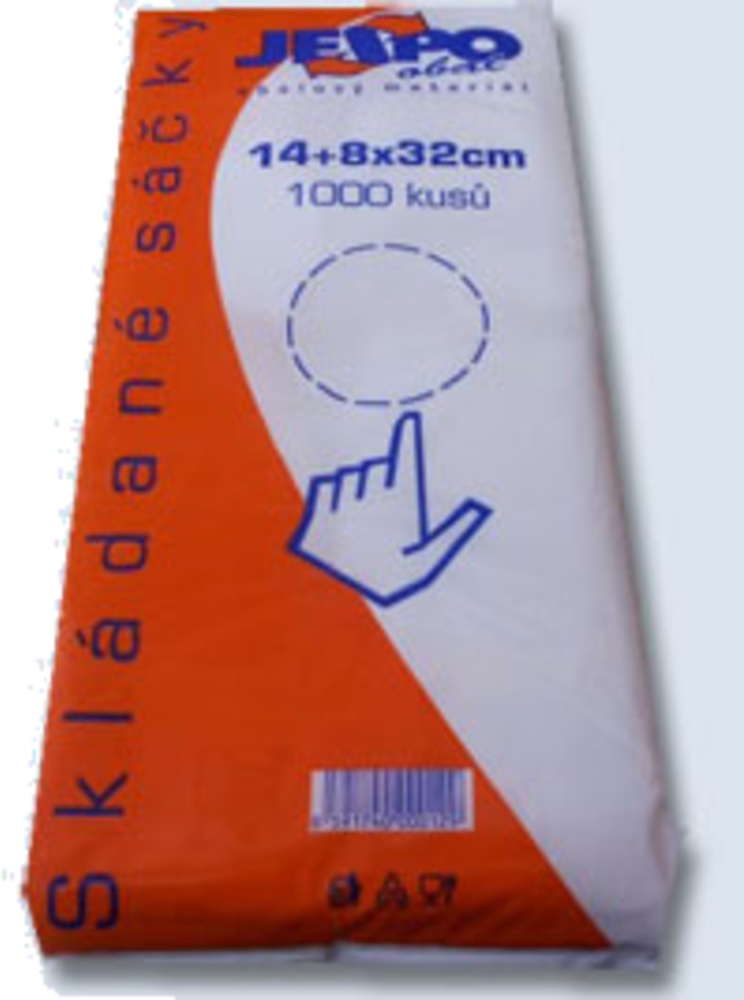 JESPO
obal
obalový materiál
14+8x32cm
1000 kusů
Skládané sáčky